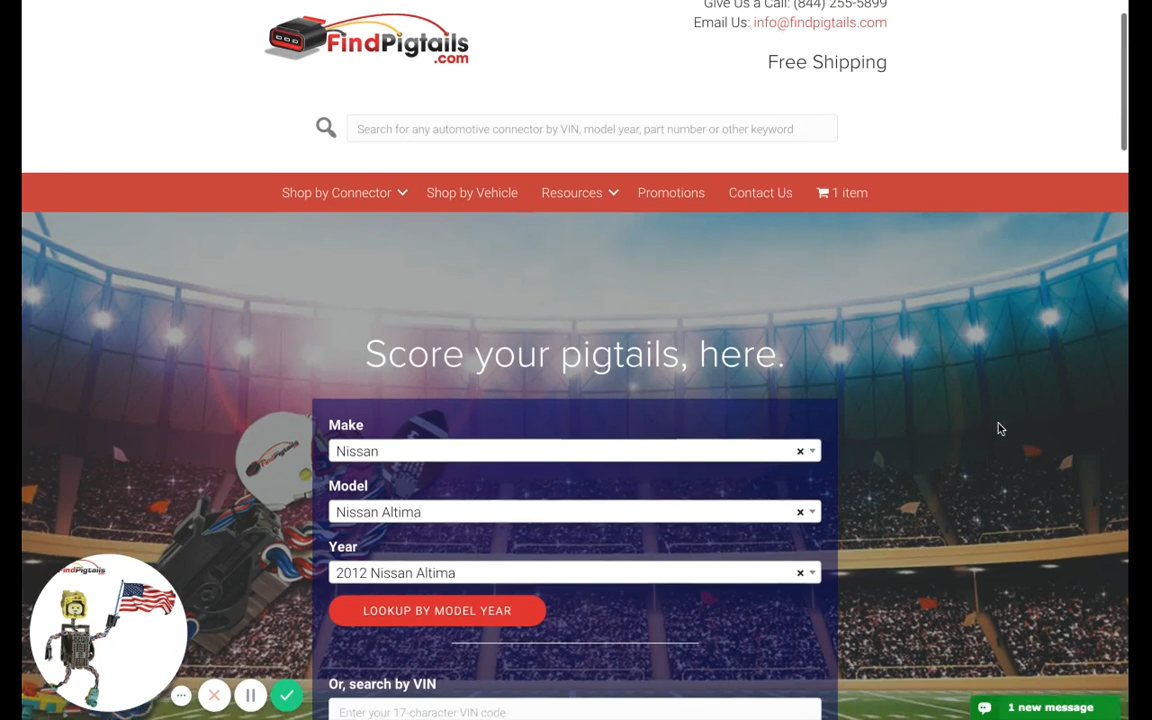 Give Us a Call: (844) 255-5899
Email Us: info@findpigtails.com
FindPigtails
.com
Free Shipping
Search for any automotive connector by VIN, model year, part number or other keyword
Shop by Connector Shop by Vehicle Resources Promotions Contact Us 1 item
Score your pigtails, here.
Make
Nissan
Model
Nissan Altima
Year
2012 Nissan Altima
LOOKUP BY MODEL YEAR
Or, search by VIN
Enter your 17-character VIN code
FindPigtails
FindPigtails
1 new message